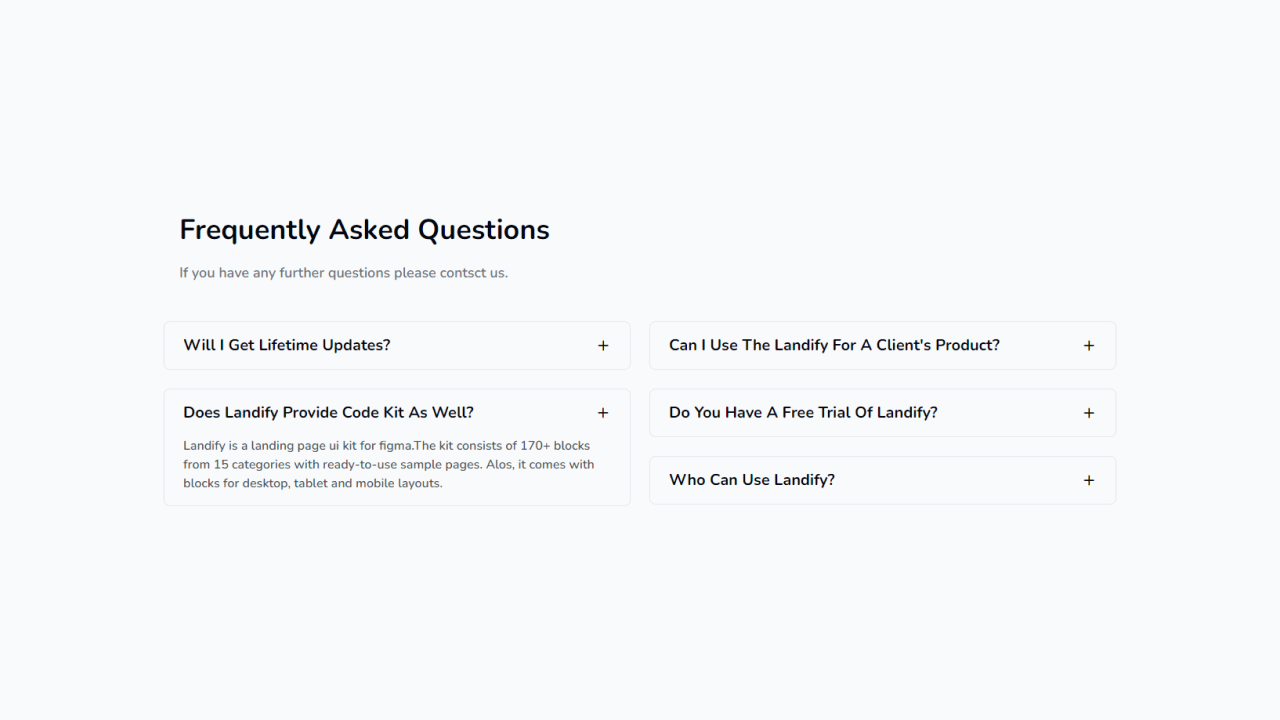 Frequently Asked Questions
If you have any further questions please contsct us.
Will I Get Lifetime Updates?
+
Does Landify Provide Code Kit As Well?
+
Landify is a landing page ui kit for figma.The kit consists of 170+ blocks
from 15 categories with ready-to-use sample pages. Alos, it comes with
blocks for desktop, tablet and mobile layouts.
Can I Use The Landify For A Client's Product?
+
Do You Have A Free Trial Of Landify?
+
Who Can Use Landify?
+